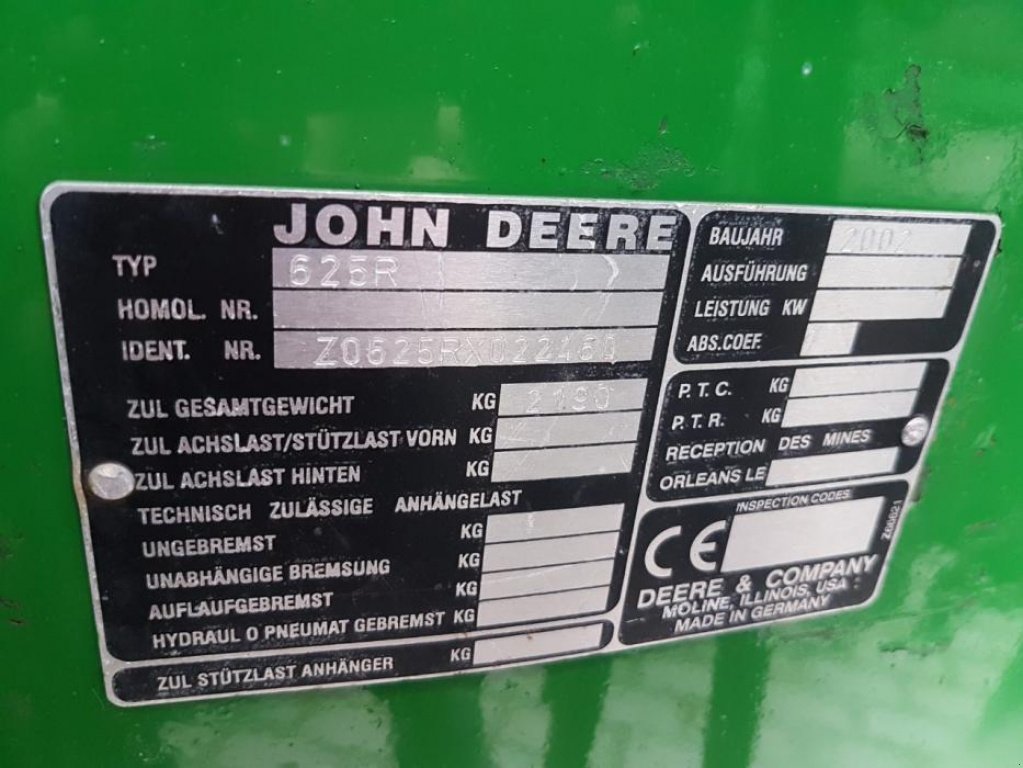 JOHN DEERE
TYP 625R
HOMOL. NR.
IDENT. NR. Z0625RX022460
ZUL GESAMTGEWICHT KG 2190
ZUL ACHSLAST/STÜTZLAST VORN KG
ZUL ACHSLAST HINTEN KG
TECHNISCH ZULÄSSIGE ANHÄNGELAST
UNGEBREMST KG
UNABHÄNGIGE BREMSUNG KG
AUFLAUFGEBREMST KG
HYDRAUL O PNEUMAT GEBREMST KG
ZUL STÜTZLAST ANHÄNGER KG
BAUJAHR 2002
AUSFÜHRUNG
LEISTUNG KW
ABS.COEF.
P.T.C. KG
P.T.R. KG
RECEPTION DES MINES
ORLEANS LE
INSPECTION CODES
CE
Z60621
DEERE & COMPANY
MOLINE, ILLINOIS, USA
MADE IN GERMANY